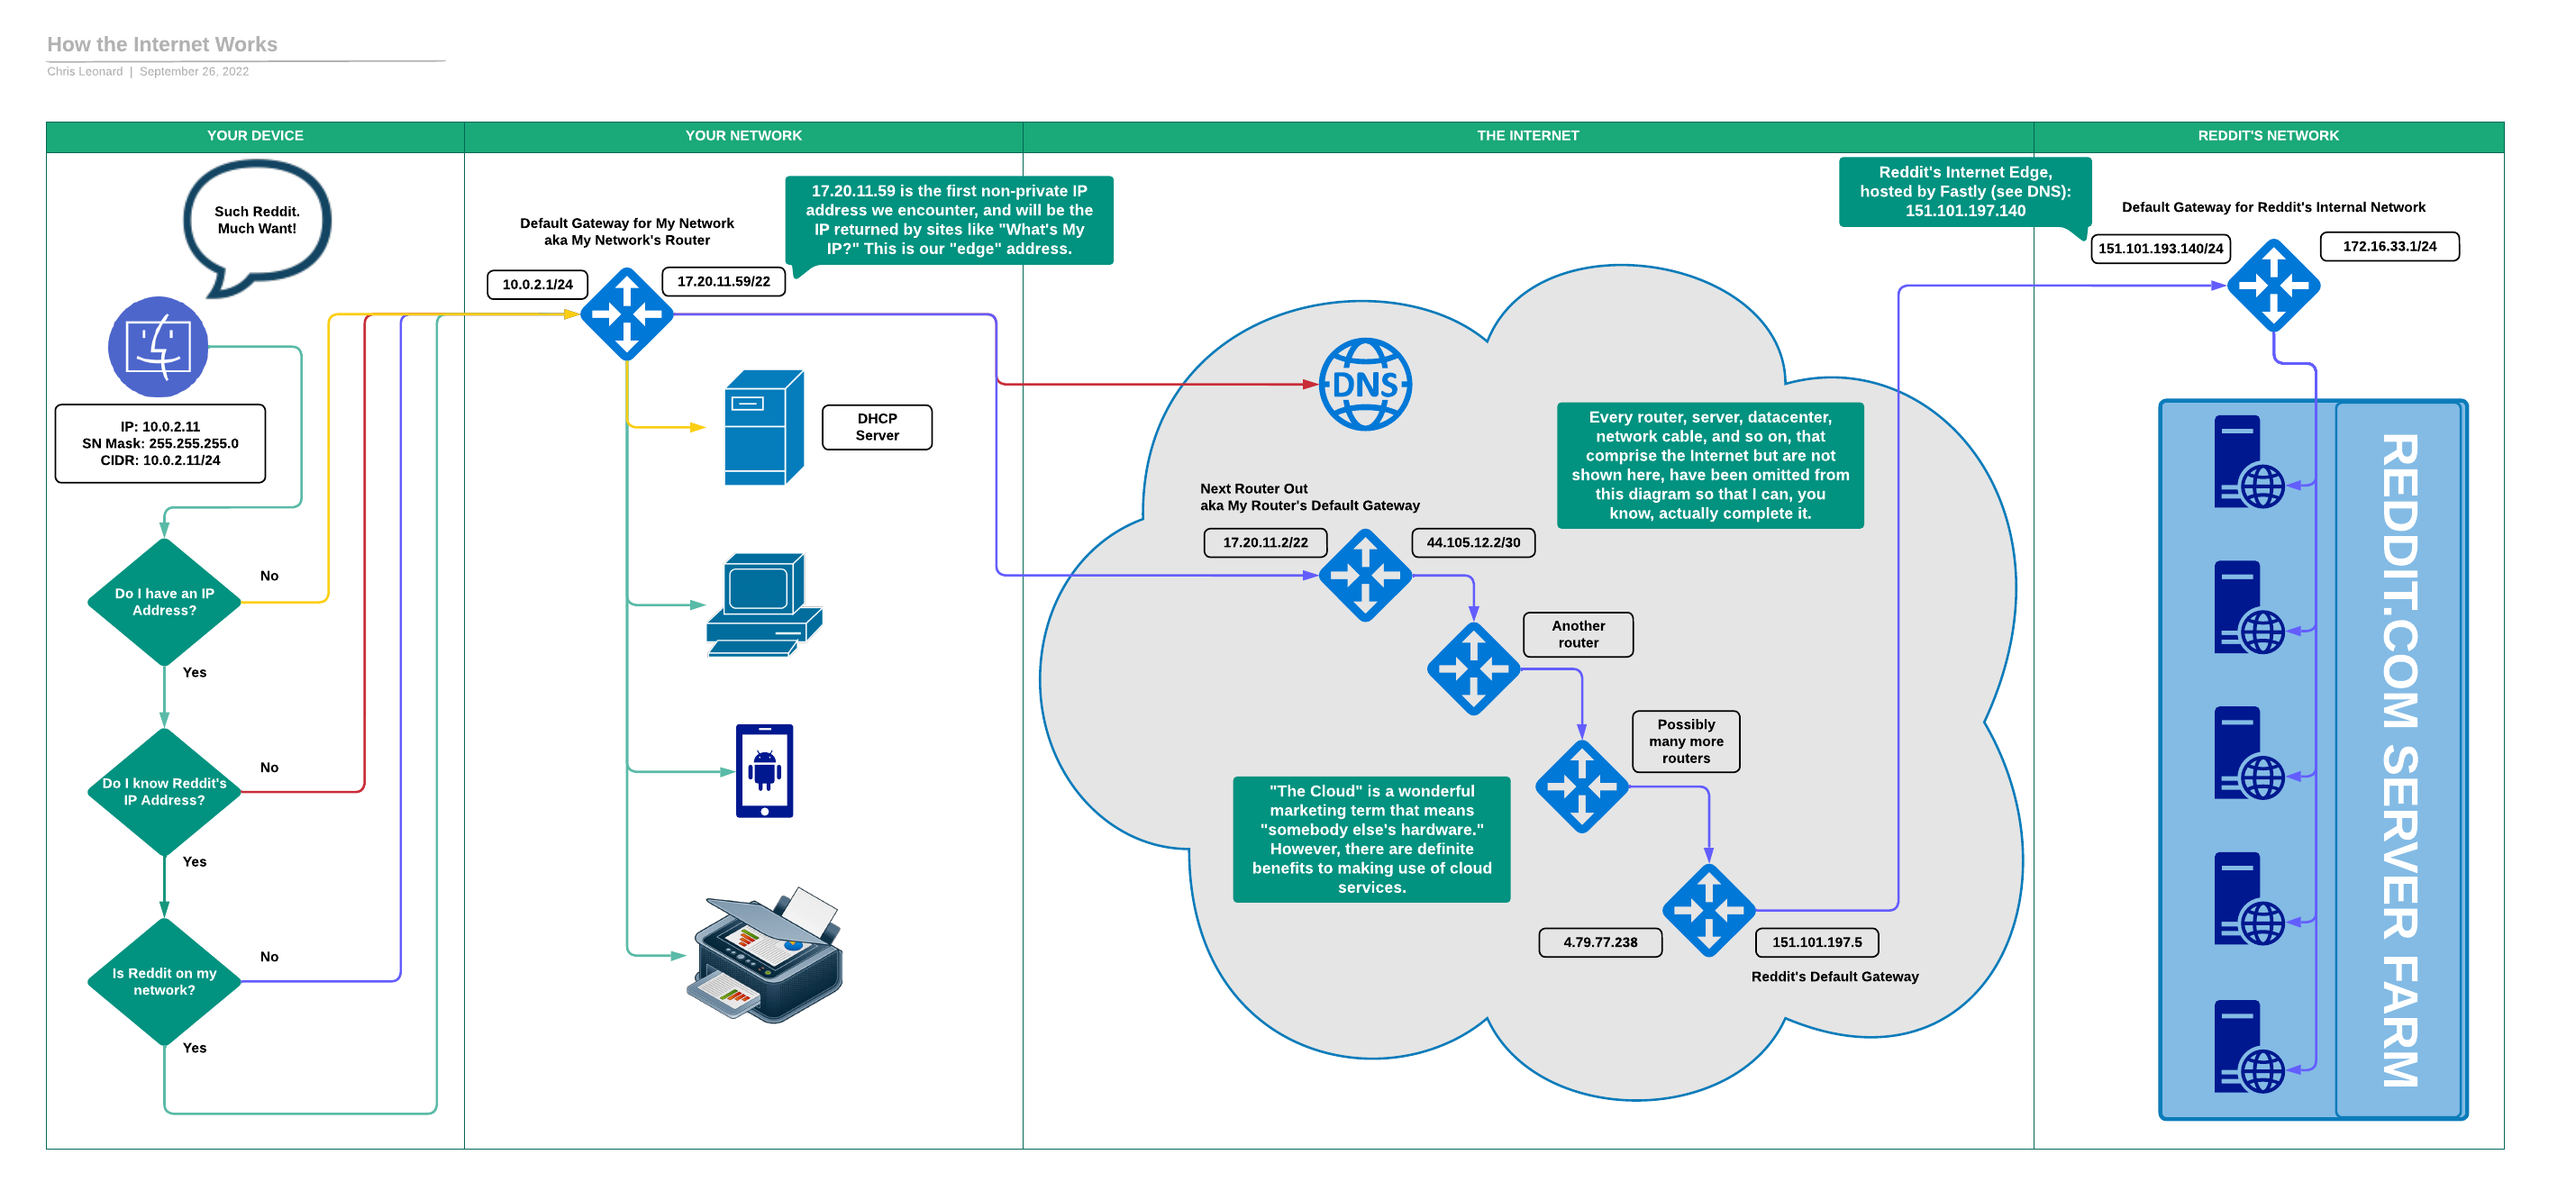 How the Internet Works
Chris Leonard | September 26, 2022
YOUR DEVICE
YOUR NETWORK
THE INTERNET
REDDIT'S NETWORK
Such Reddit.
Much Want!
IP: 10.0.2.11
SN Mask: 255.255.255.0
CIDR: 10.0.2.11/24
Do I have an IP
Address?
No
Yes
Do I know Reddit's
IP Address?
No
Yes
Is Reddit on my
network?
No
Yes
Default Gateway for My Network
aka My Network's Router
10.0.2.1/24
17.20.11.59/22
17.20.11.59 is the first non-private IP
address we encounter, and will be the
IP returned by sites like "What's My
IP?" This is our "edge" address.
DHCP
Server
DNS
Every router, server, datacenter,
network cable, and so on, that
comprise the Internet but are not
shown here, have been omitted from
this diagram so that I can, you
know, actually complete it.
Next Router Out
aka My Router's Default Gateway
17.20.11.2/22
44.105.12.2/30
Another
router
Possibly
many more
routers
"The Cloud" is a wonderful
marketing term that means
"somebody else's hardware."
However, there are definite
benefits to making use of cloud
services.
4.79.77.238
151.101.197.5
Reddit's Default Gateway
Reddit's Internet Edge,
hosted by Fastly (see DNS):
151.101.197.140
Default Gateway for Reddit's Internal Network
151.101.193.140/24
172.16.33.1/24
REDDIT.COM SERVER FARM